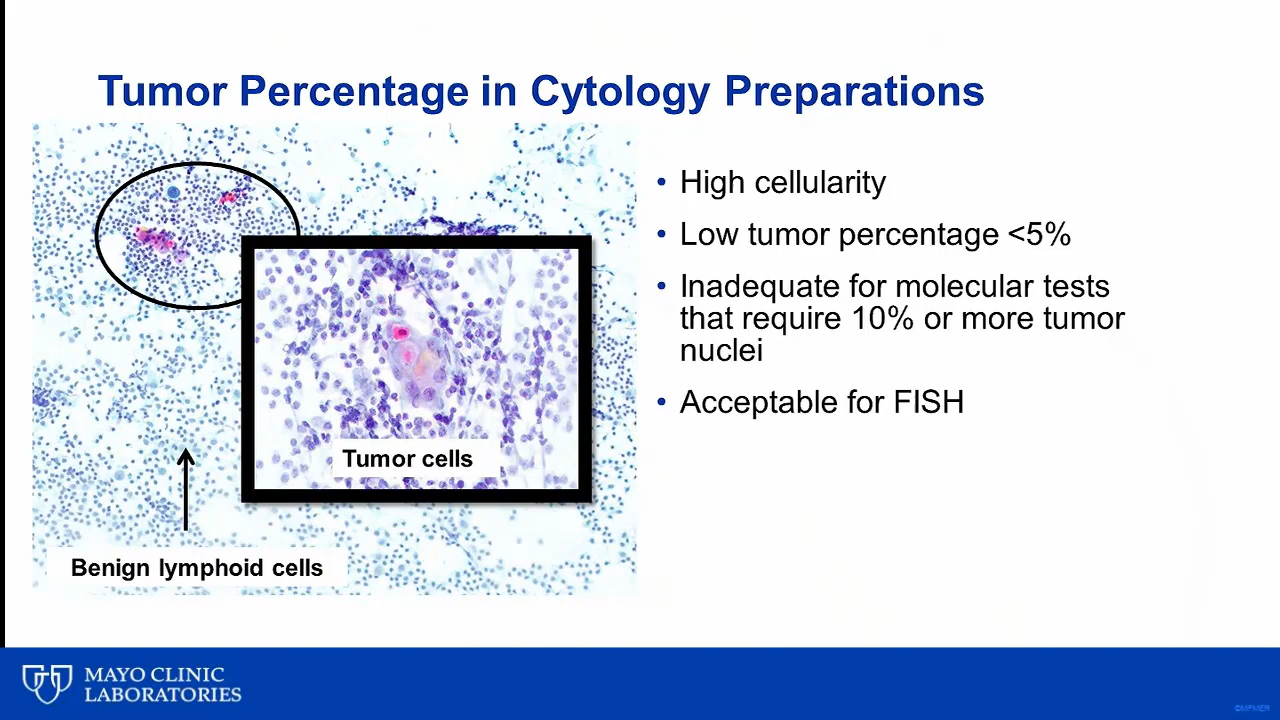 Tumor Percentage in Cytology Preparations
• High cellularity
• Low tumor percentage <5%
• Inadequate for molecular tests
that require 10% or more tumor
nuclei
• Acceptable for FISH
Tumor cells
Benign lymphoid cells
MAYO CLINIC
LABORATORIES
©MFMER